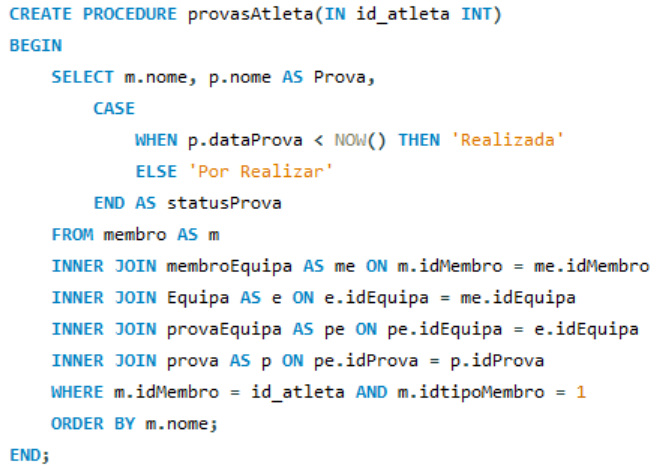 CREATE PROCEDURE provasAtleta(IN id_atleta INT)
BEGIN
    SELECT m.nome, p.nome AS Prova,
        CASE
            WHEN p.dataProva < NOW() THEN 'Realizada'
            ELSE 'Por Realizar'
        END AS statusProva
    FROM membro AS m
    INNER JOIN membroEquipa AS me ON m.idMembro = me.idMembro
    INNER JOIN Equipa AS e ON e.idEquipa = me.idEquipa
    INNER JOIN provaEquipa AS pe ON pe.idEquipa = e.idEquipa
    INNER JOIN prova AS p ON pe.idProva = p.idProva
    WHERE m.idMembro = id_atleta AND m.idtipoMembro = 1
    ORDER BY m.nome;
END;